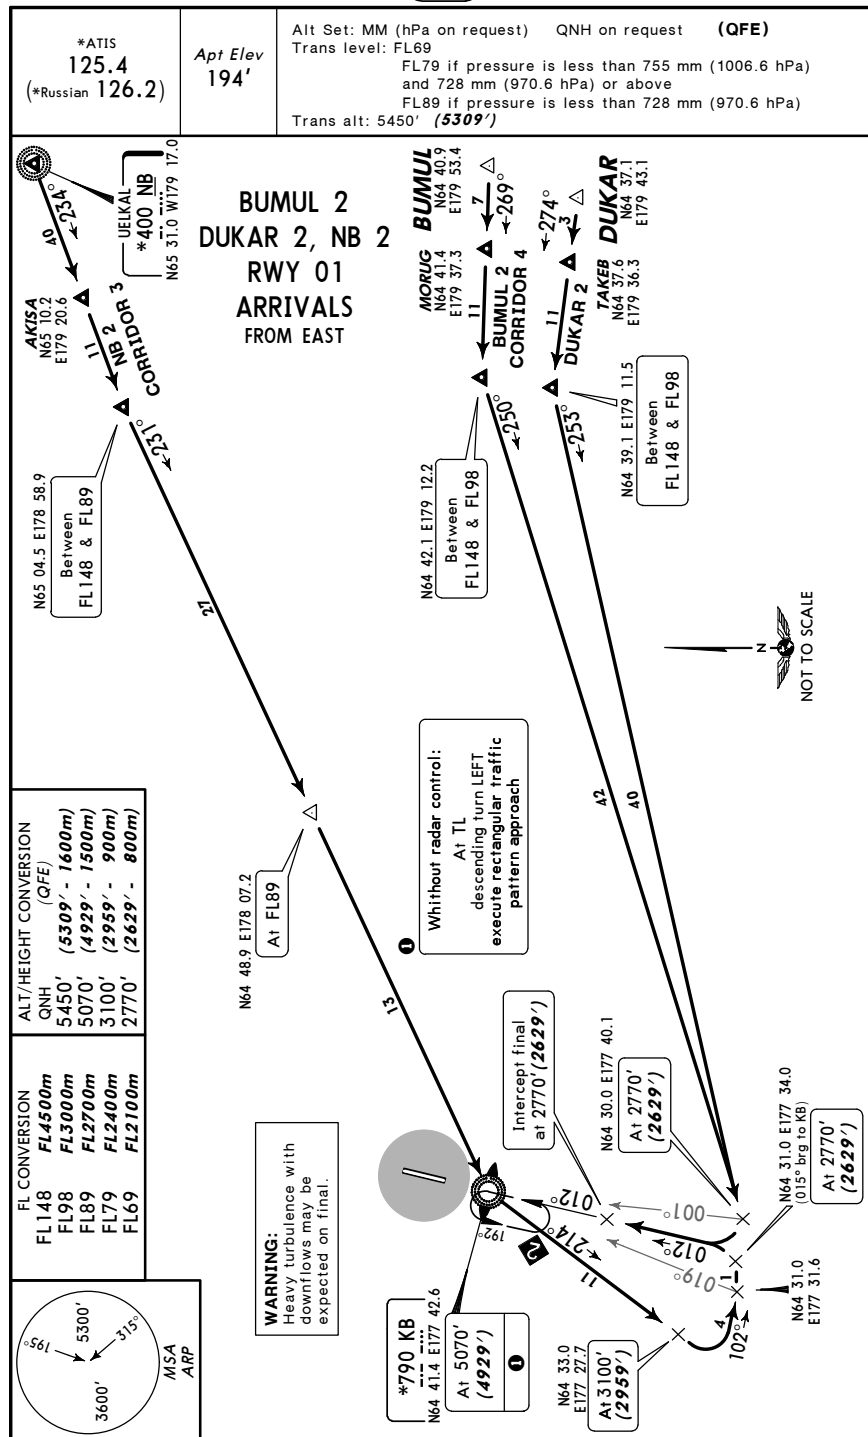 *ATIS
125.4
(*Russian 126.2)
Apt Elev
194'
Alt Set: MM (hPa on request) QNH on request (QFE)
Trans level: FL69
FL79 if pressure is less than 755 mm (1006.6 hPa)
and 728 mm (970.6 hPa) or above
FL89 if pressure is less than 728 mm (970.6 hPa)
Trans alt: 5450' (5309')
BUMUL 2
DUKAR 2, NB 2
RWY 01
ARRIVALS
FROM EAST
UELKAL
*400 NB
N65 31.0 W179 17.0
234°
40
AKISA
N65 10.2
E179 20.6
11
NB 2
CORRIDOR 3
231°
N65 04.5 E178 58.9
Between
FL148 & FL89
27
N64 48.9 E178 07.2
At FL89
13
BUMUL
N64 40.9
E179 53.4
7
269°
MORUG
N64 41.4
E179 37.3
11
BUMUL 2
CORRIDOR 4
250°
N64 42.1 E179 12.2
Between
FL148 & FL98
42
DUKAR
N64 37.1
E179 43.1
274°
3
TAKEB
N64 37.6
E179 36.3
11
DUKAR 2
253°
N64 39.1 E179 11.5
Between
FL148 & FL98
40
N
NOT TO SCALE
1
Whithout radar control:
At TL
descending turn LEFT
execute rectangular traffic
pattern approach
ALT/HEIGHT CONVERSION
QNH (QFE)
5450' (5309' - 1600m)
5070' (4929' - 1500m)
3100' (2959' - 900m)
2770' (2629' - 800m)
FL CONVERSION
FL148 FL4500m
FL98 FL3000m
FL89 FL2700m
FL79 FL2400m
FL69 FL2100m
WARNING:
Heavy turbulence with
downflows may be
expected on final.
MSA
ARP
195°
315°
5300'
3600'
*790 KB
N64 41.4 E177 42.6
At 5070'
(4929')
1
192°
2
214°
11
012°
Intercept final
at 2770'(2629')
N64 30.0 E177 40.1
At 2770'
(2629')
001°
012°
019°
N64 31.0 E177 34.0
(015° brg to KB)
At 2770'
(2629')
1
N64 31.0
E177 31.6
4
102°
N64 33.0
E177 27.7
At 3100'
(2959')